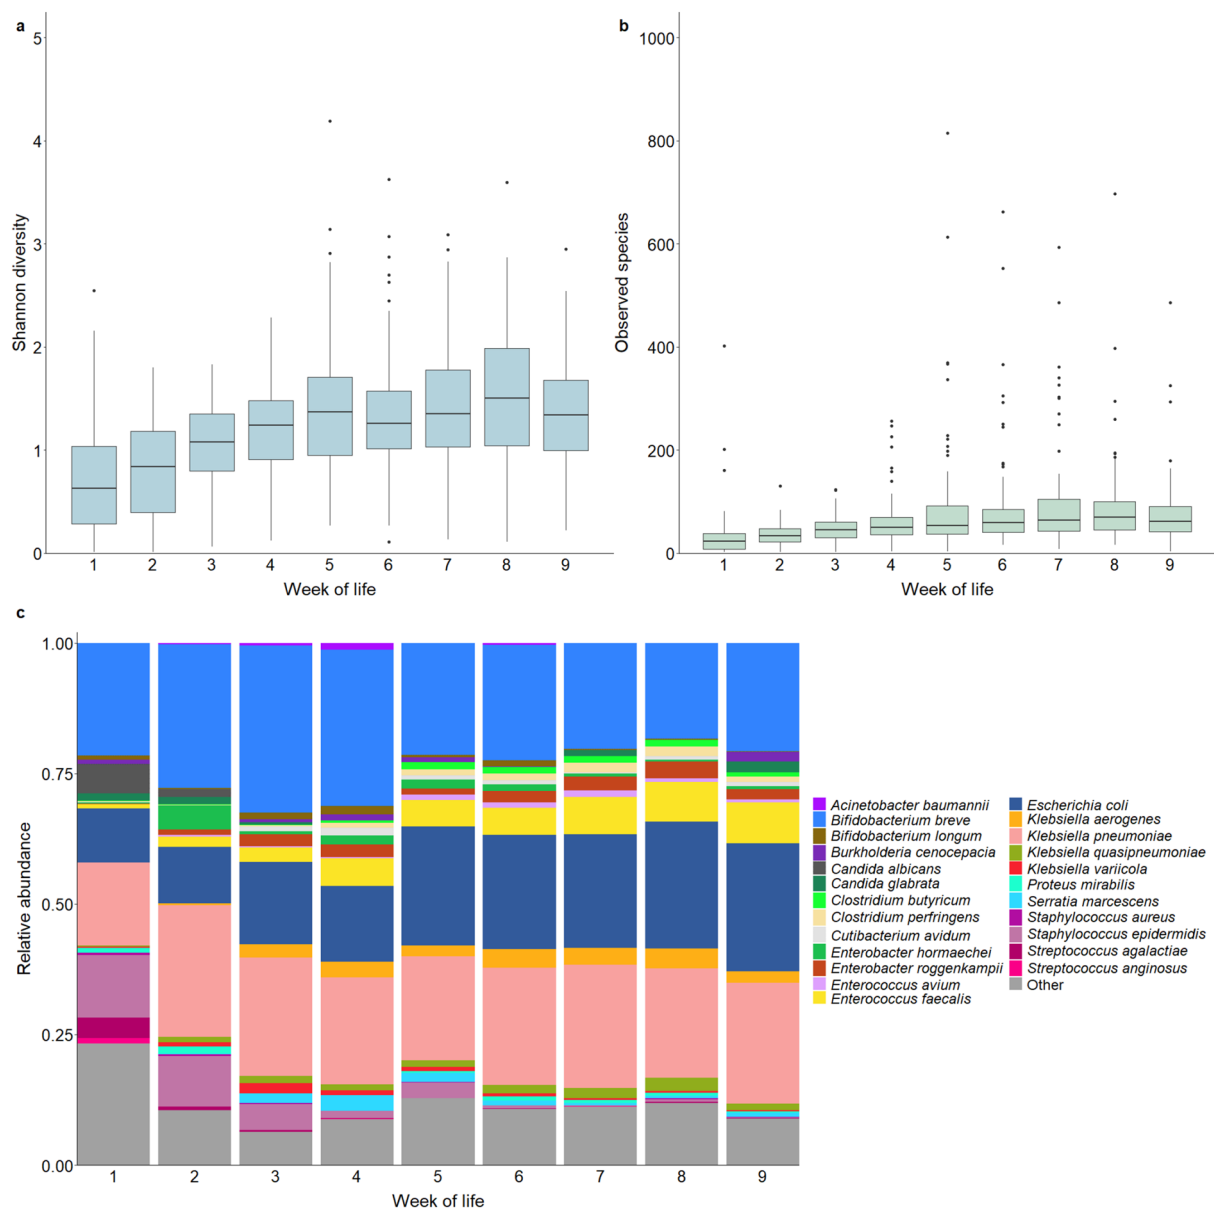 a
5
4
3
2
1
0
Shannon diversity
1 2 3 4 5 6 7 8 9
Week of life
b
1000
800
600
400
200
0
Observed species
1 2 3 4 5 6 7 8 9
Week of life
c
1.00
0.75
0.50
0.25
0.00
Relative abundance
1 2 3 4 5 6 7 8 9
Week of life
Acinetobacter baumannii
Bifidobacterium breve
Bifidobacterium longum
Burkholderia cenocepacia
Candida albicans
Candida glabrata
Clostridium butyricum
Clostridium perfringens
Cutibacterium avidum
Enterobacter hormaechei
Enterobacter roggenkampii
Enterococcus avium
Enterococcus faecalis
Escherichia coli
Klebsiella aerogenes
Klebsiella pneumoniae
Klebsiella quasipneumoniae
Klebsiella variicola
Proteus mirabilis
Serratia marcescens
Staphylococcus aureus
Staphylococcus epidermidis
Streptococcus agalactiae
Streptococcus anginosus
Other